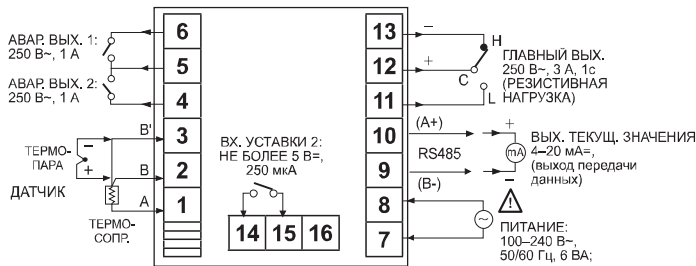 АВАР. ВЫХ. 1:
250 В~, 1 А
АВАР. ВЫХ. 2:
250 В~, 1 А
6
5
4
3
2
1
B'
B
A
ТЕРМО-
ПАРА
−
+
ДАТЧИК
ТЕРМО-
СОПР.
ВХ. УСТАВКИ 2:
НЕ БОЛЕЕ 5 В=,
250 мкА
14 15 16
13
12
11
10
9
8
7
−
+
H
C
L
ГЛАВНЫЙ ВЫХ.
250 В~, 3 А, 1с
(РЕЗИСТИВНАЯ
НАГРУЗКА)
(A+)
RS485
(B-)
+
mA
−
ВЫХ. ТЕКУЩ. ЗНАЧЕНИЯ
4–20 мА=,
(выход передачи
данных)
~
!
ПИТАНИЕ:
100–240 В~,
50/60 Гц, 6 ВА;